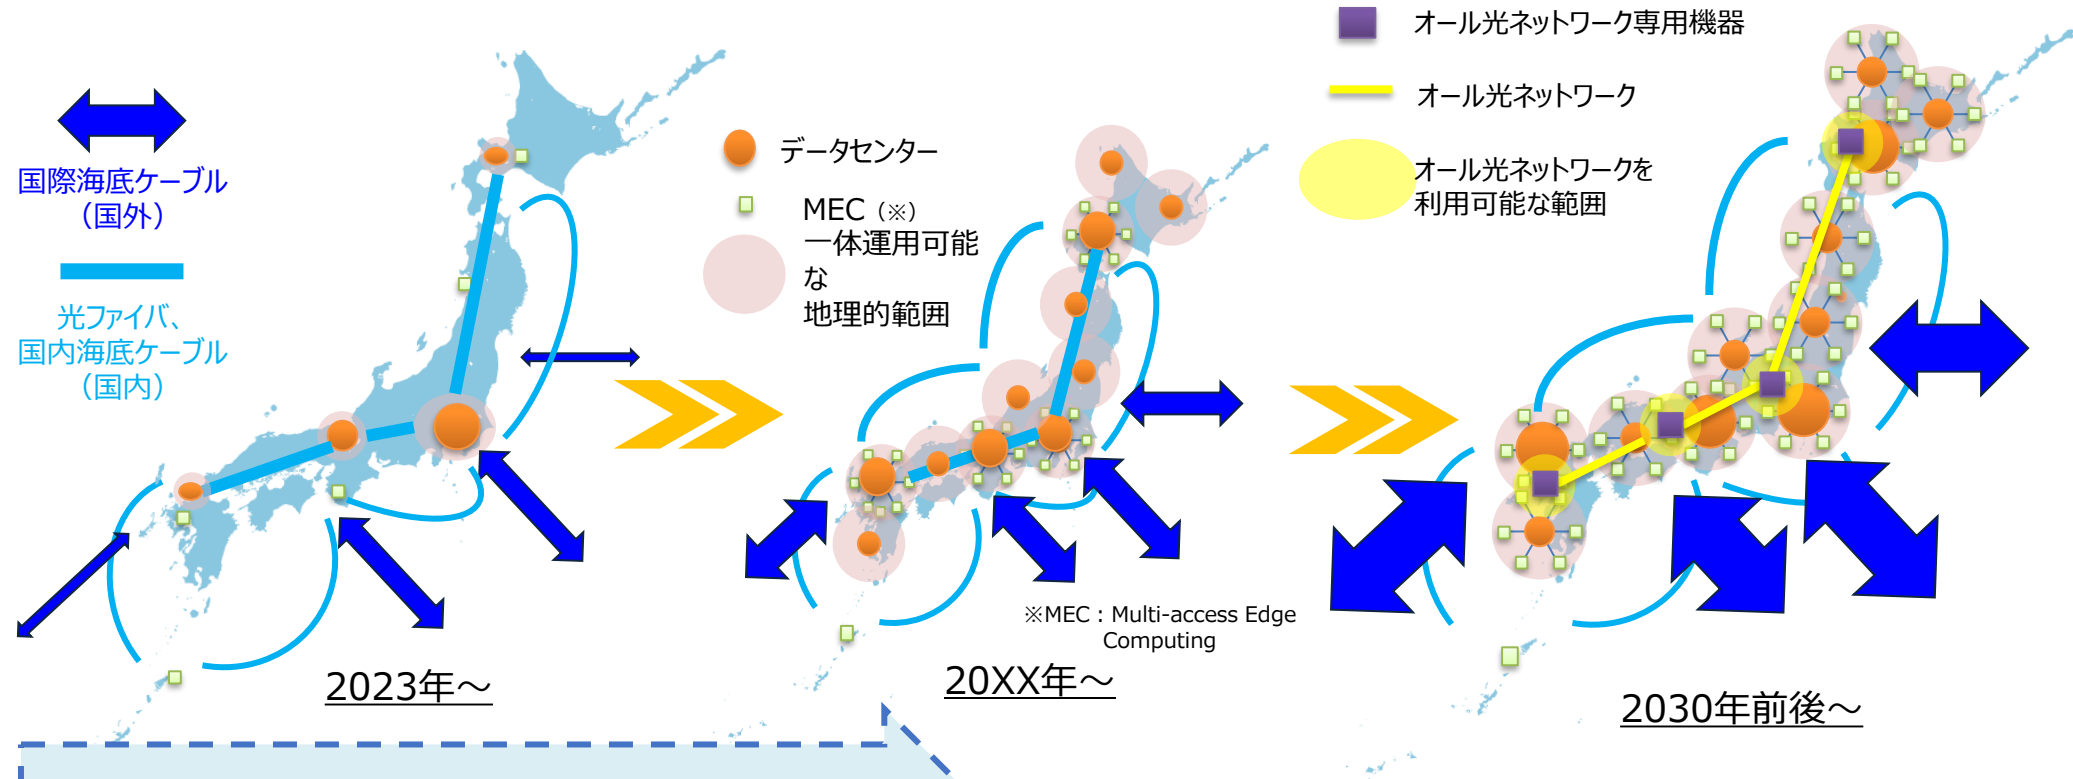 国際海底ケーブル
（国外）
光ファイバ、
国内海底ケーブル
（国内）
2023年～
データセンター
MEC（※）
一体運用可能
な
地理的範囲
※MEC：Multi-access Edge
Computing
20XX年～
オール光ネットワーク専用機器
オール光ネットワーク
オール光ネットワークを
利用可能な範囲
2030年前後～